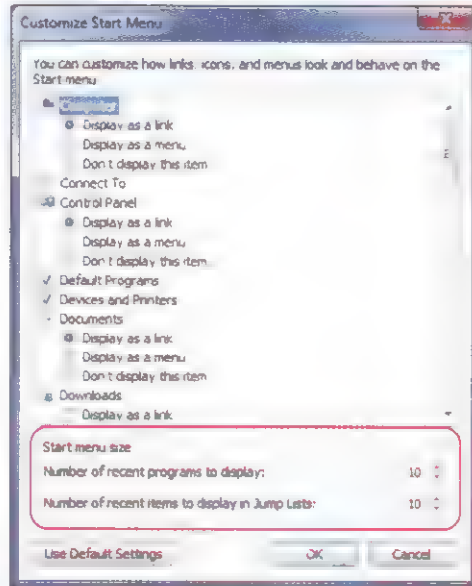 Customize Start Menu
You can customize how links, icons, and menus look and behave on the
Start menu
Computer
Display as a link
Display as a menu
Don't display this item
Connect To
Control Panel
Display as a link
Display as a menu
Don't display this item
Default Programs
Devices and Printers
Documents
Display as a link
Display as a menu
Don't display this item
Downloads
Display as a link
Start menu size
Number of recent programs to display: 10
Number of recent items to display in Jump Lists: 10
Use Default Settings OK Cancel